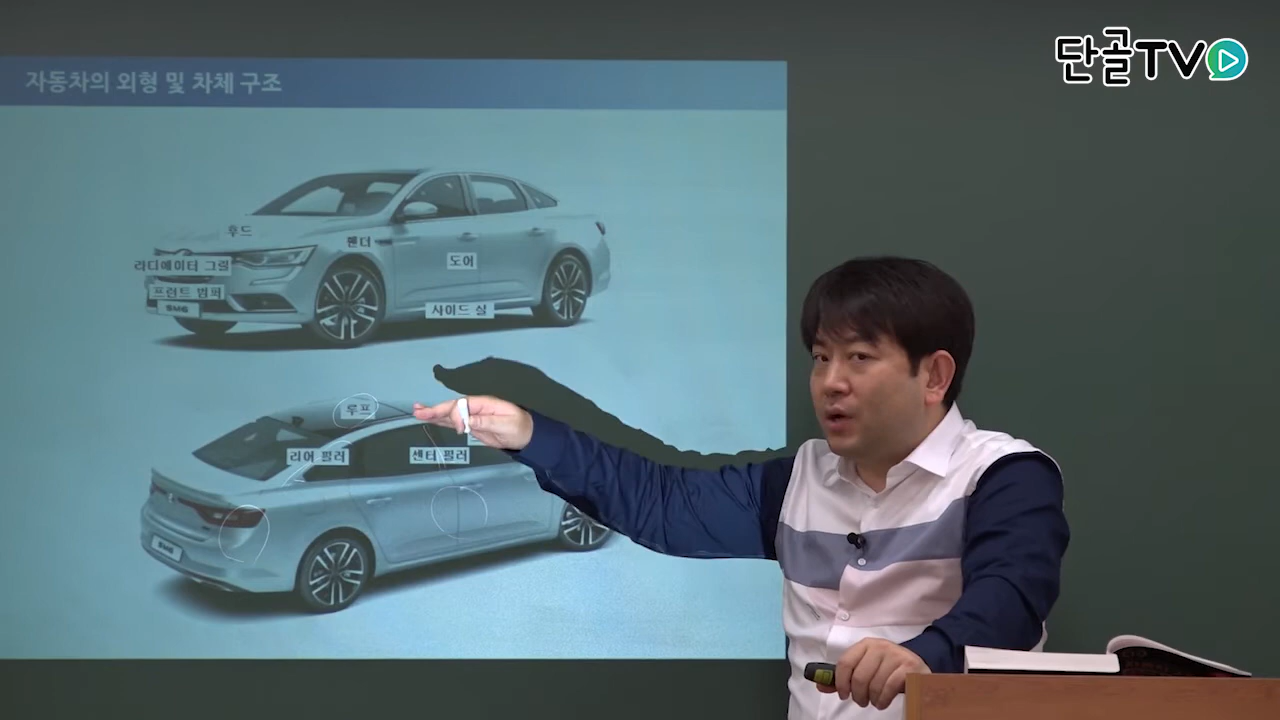 단골TV
자동차의 외형 및 차체 구조
후드
펜더
라디에이터 그릴
도어
프런트 범퍼
SM6
사이드 실
루프
리어 필러
센터 필러
SM6